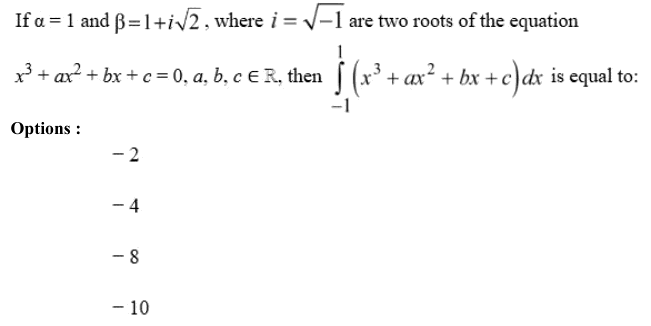 If α = 1 and β=1+i√2, where i = √−1 are two roots of the equation
x³ + ax² + bx + c = 0, a, b, c ∈ ℝ, then ∫₋₁¹ (x³ + ax² + bx + c) dx is equal to:
Options :
− 2
− 4
− 8
− 10